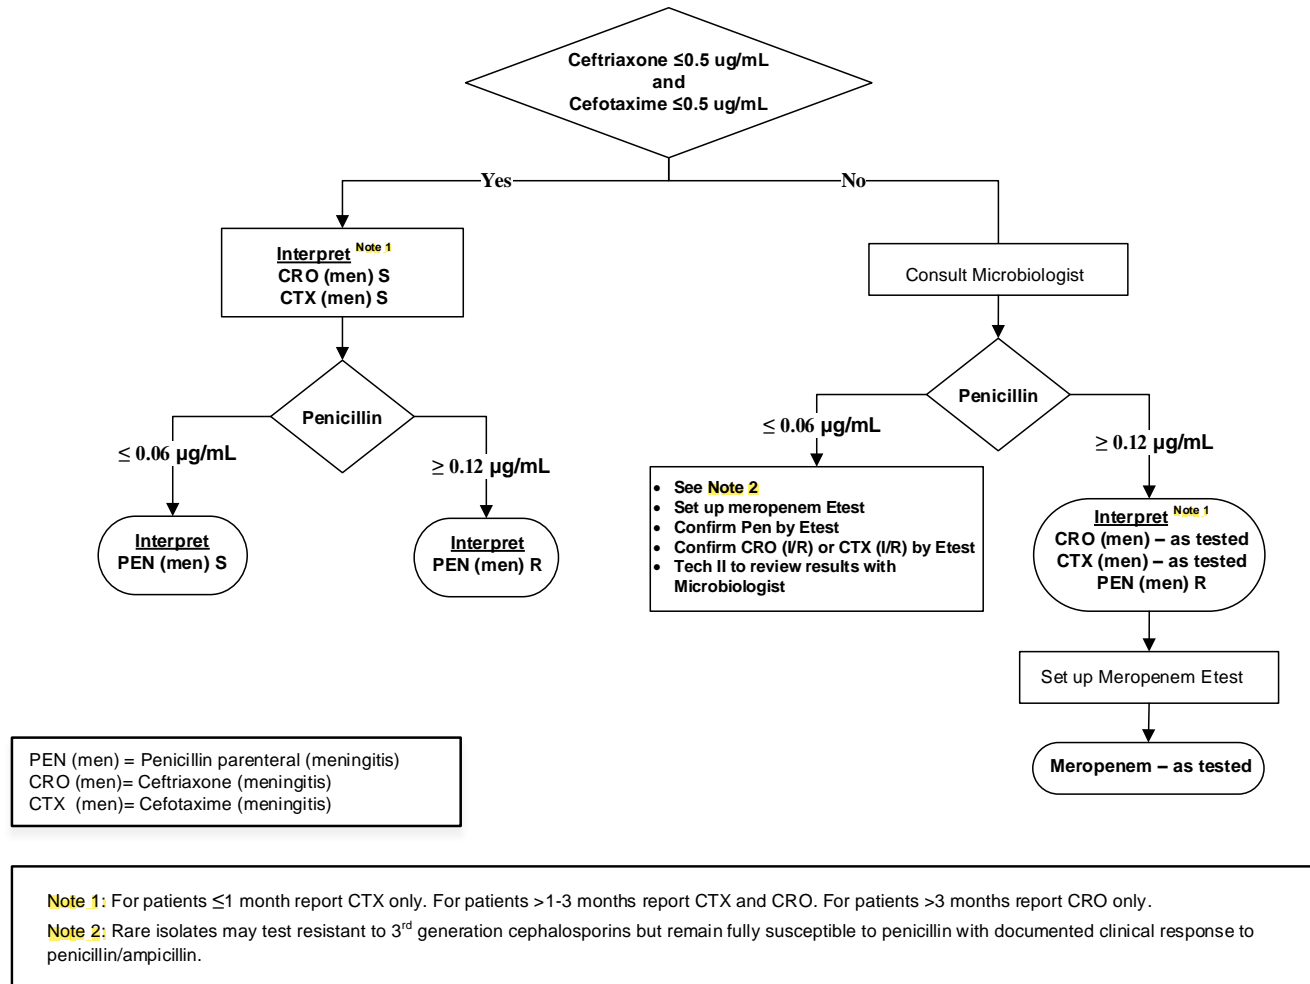 Ceftriaxone ≤0.5 ug/mL
and
Cefotaxime ≤0.5 ug/mL
Yes
No
Interpret Note 1
CRO (men) S
CTX (men) S
Consult Microbiologist
Penicillin
Penicillin
≤ 0.06 µg/mL
≥ 0.12 µg/mL
≤ 0.06 µg/mL
≥ 0.12 µg/mL
Interpret
PEN (men) S
Interpret
PEN (men) R
• See Note 2
• Set up meropenem Etest
• Confirm Pen by Etest
• Confirm CRO (I/R) or CTX (I/R) by Etest
• Tech II to review results with
Microbiologist
Interpret Note 1
CRO (men) – as tested
CTX (men) – as tested
PEN (men) R
Set up Meropenem Etest
Meropenem – as tested
PEN (men) = Penicillin parenteral (meningitis)
CRO (men)= Ceftriaxone (meningitis)
CTX (men)= Cefotaxime (meningitis)
Note 1: For patients ≤1 month report CTX only. For patients >1-3 months report CTX and CRO. For patients >3 months report CRO only.
Note 2: Rare isolates may test resistant to 3rd generation cephalosporins but remain fully susceptible to penicillin with documented clinical response to
penicillin/ampicillin.